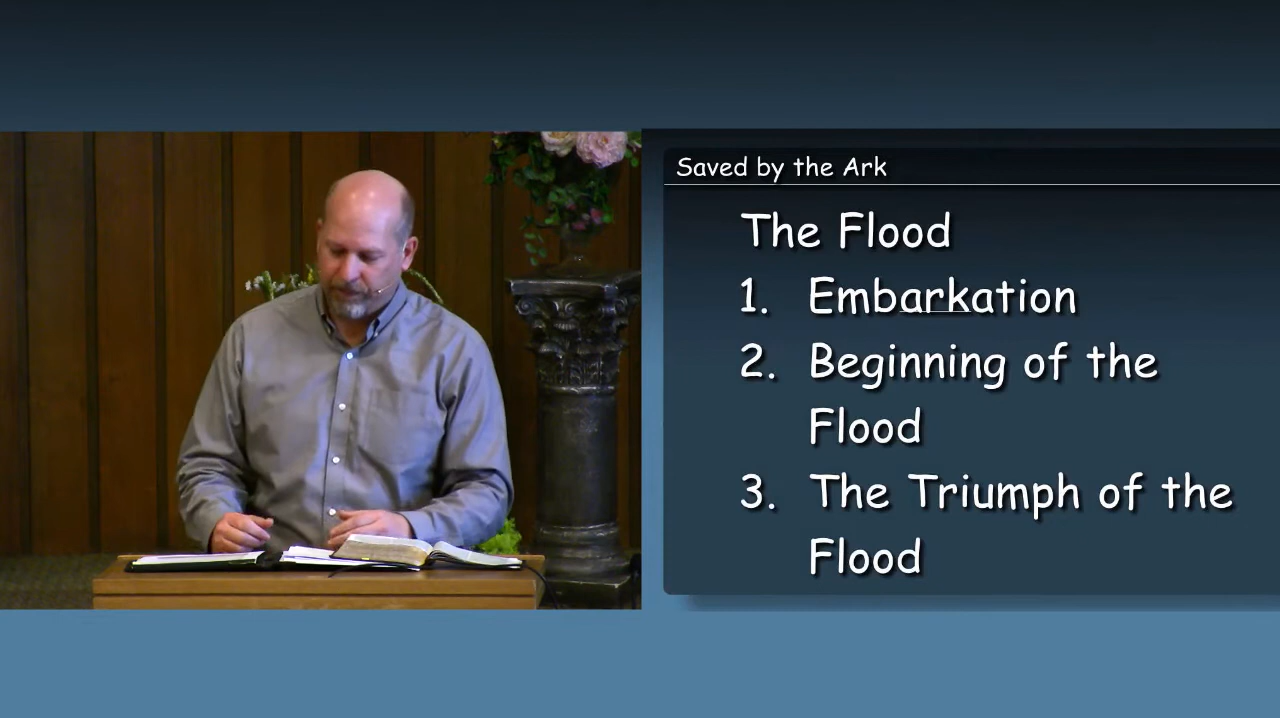 Saved by the Ark
The Flood
1. Embarkation
2. Beginning of the
Flood
3. The Triumph of the
Flood